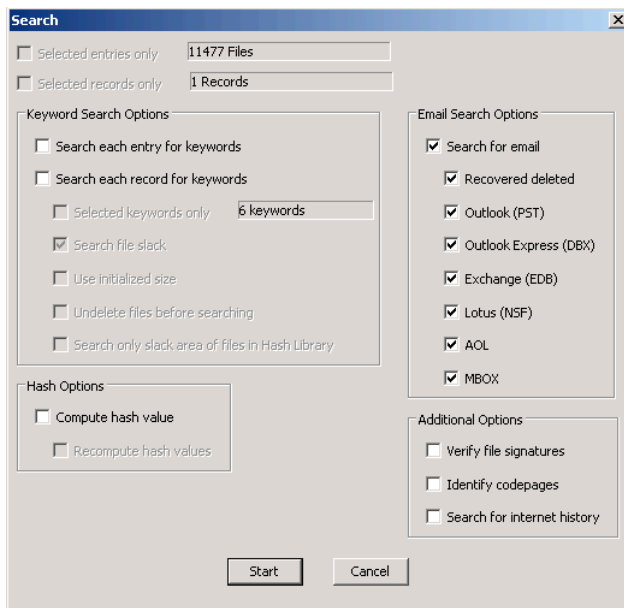 Search
Selected entries only 11477 Files
Selected records only 1 Records
Keyword Search Options
Search each entry for keywords
Search each record for keywords
Selected keywords only 6 keywords
Search file slack
Use initialized size
Undelete files before searching
Search only slack area of files in Hash Library
Hash Options
Compute hash value
Recompute hash values
Email Search Options
Search for email
Recovered deleted
Outlook (PST)
Outlook Express (DBX)
Exchange (EDB)
Lotus (NSF)
AOL
MBOX
Additional Options
Verify file signatures
Identify codepages
Search for internet history
Start Cancel